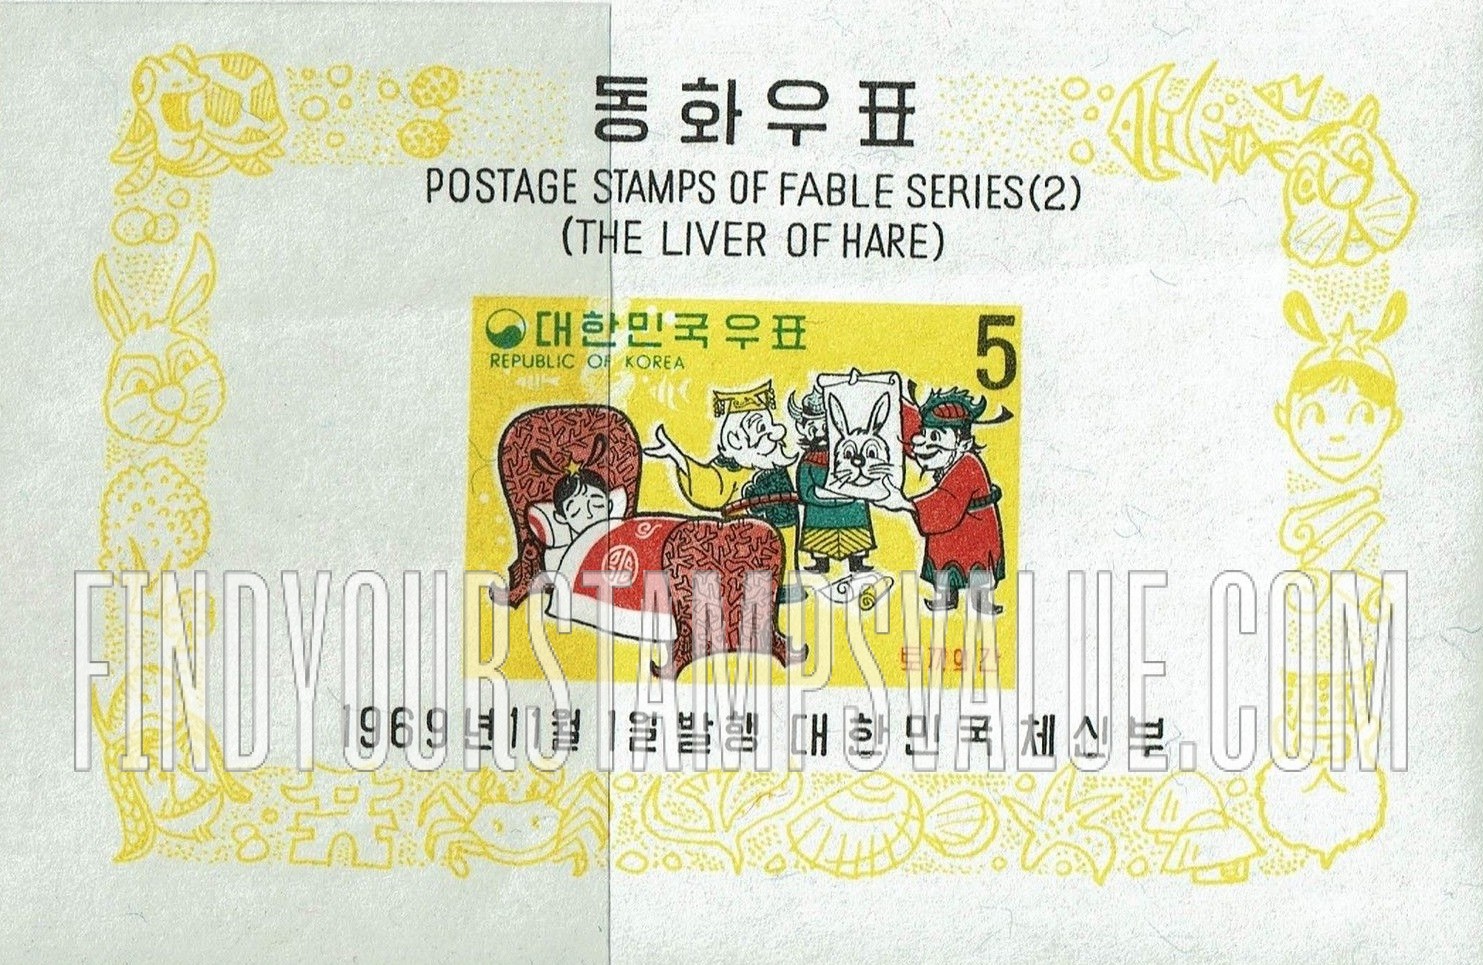 동화우표
POSTAGE STAMPS OF FABLE SERIES(2)
(THE LIVER OF HARE)
대한민국우표 5
REPUBLIC OF KOREA
토끼의 간
FINDYOURSTAMPSVALUE.COM
1969년11월 1일발행 대한민국체신부